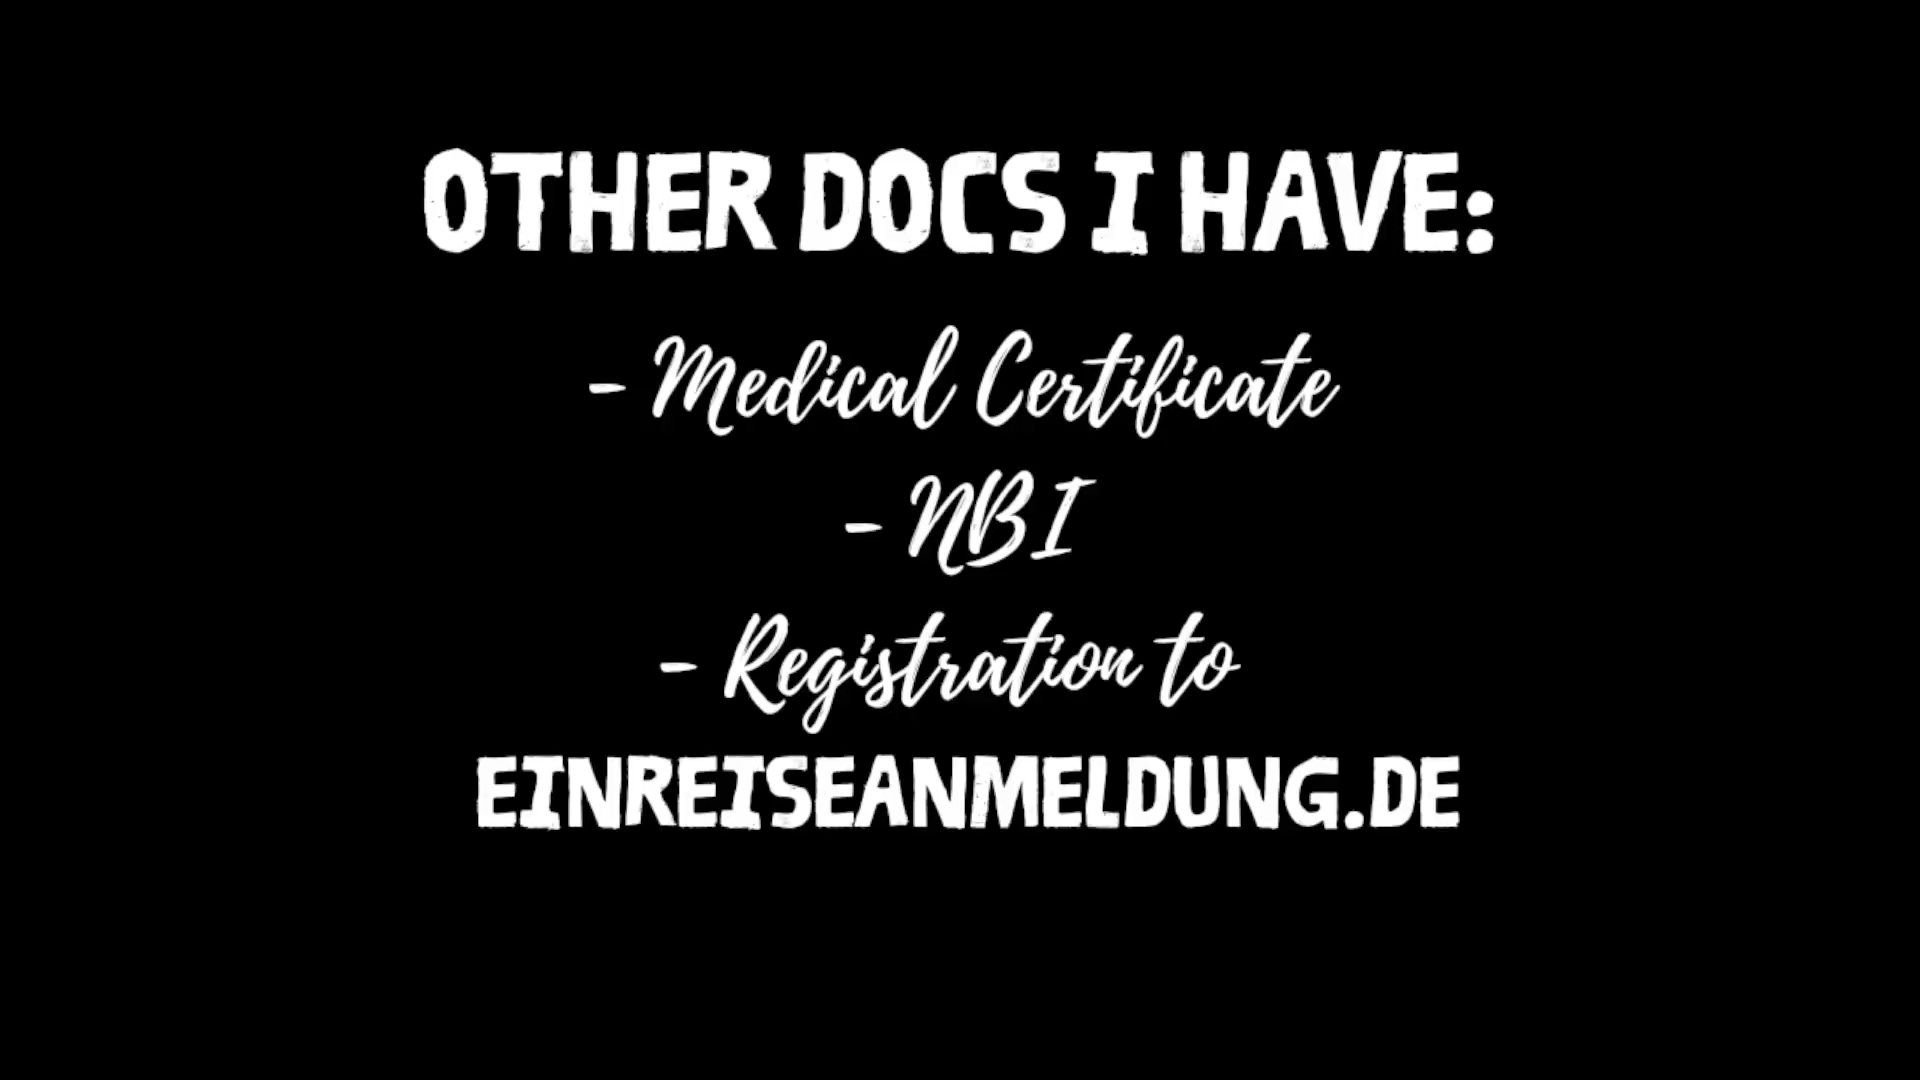 OTHER DOCS I HAVE:
- Medical Certificate
- NBI
- Registration to
EINREISEANMELDUNG.DE